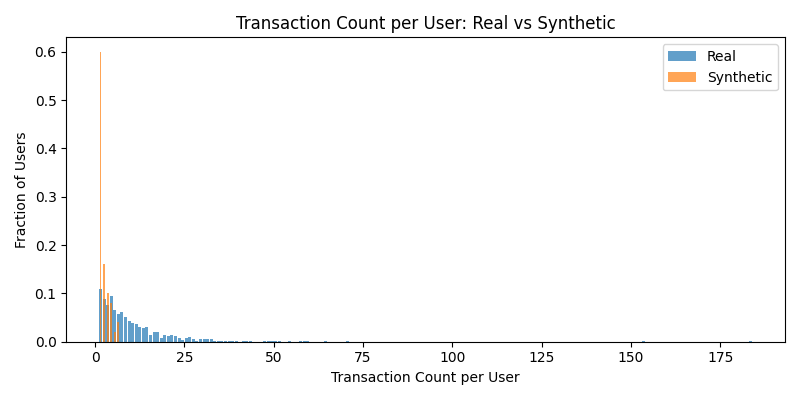 Transaction Count per User: Real vs Synthetic
Real
Synthetic
Fraction of Users
0.6
0.5
0.4
0.3
0.2
0.1
0.0
0 25 50 75 100 125 150 175
Transaction Count per User